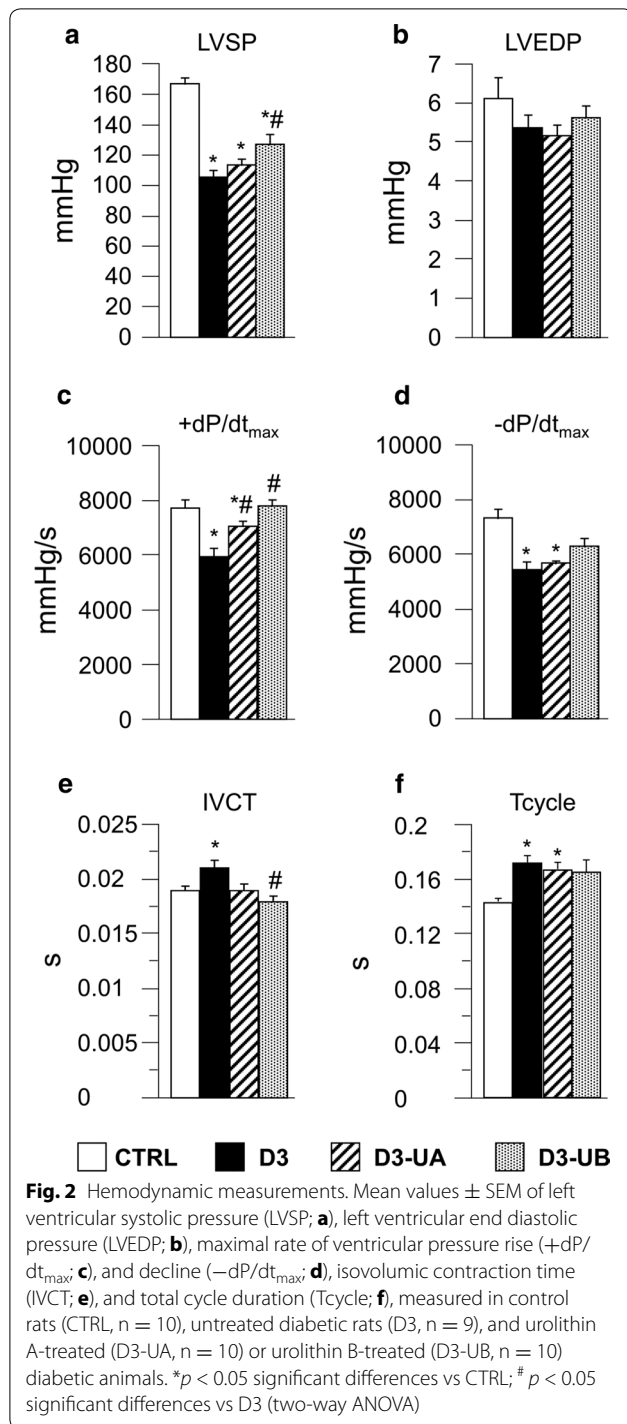 a LVSP
b LVEDP
mmHg
180
160
140
120
100
80
60
40
20
0
* * *#
mmHg
7
6
5
4
3
2
1
0
c +dP/dt_max
d -dP/dt_max
mmHg/s
10000
8000
6000
4000
2000
0
* *# #
mmHg/s
10000
8000
6000
4000
2000
0
* *
e IVCT
f Tcycle
s
0.025
0.02
0.015
0.01
0.005
0
* #
s
0.2
0.16
0.12
0.08
0.04
0
* *
CTRL D3 D3-UA D3-UB
Fig. 2 Hemodynamic measurements. Mean values ± SEM of left
ventricular systolic pressure (LVSP; a), left ventricular end diastolic
pressure (LVEDP; b), maximal rate of ventricular pressure rise (+dP/
dt_max; c), and decline (−dP/dt_max; d), isovolumic contraction time
(IVCT; e), and total cycle duration (Tcycle; f), measured in control
rats (CTRL, n = 10), untreated diabetic rats (D3, n = 9), and urolithin
A-treated (D3-UA, n = 10) or urolithin B-treated (D3-UB, n = 10)
diabetic animals. *p < 0.05 significant differences vs CTRL; # p < 0.05
significant differences vs D3 (two-way ANOVA)